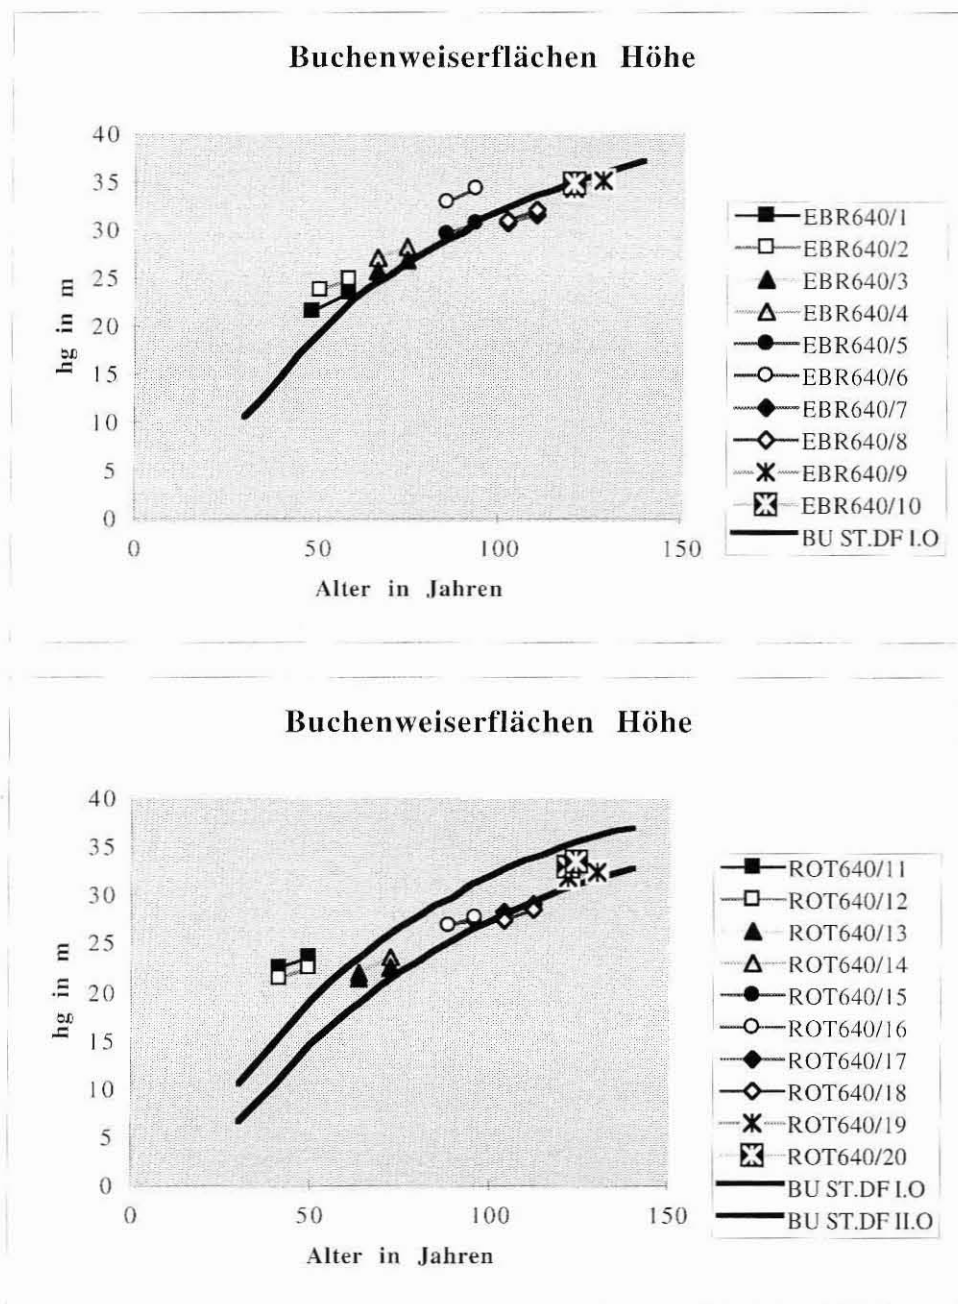 Buchenweiserflächen Höhe
40
35
30
25
20
15
10
5
0
hg in m
0 50 100 150
Alter in Jahren
EBR640/1
EBR640/2
EBR640/3
EBR640/4
EBR640/5
EBR640/6
EBR640/7
EBR640/8
EBR640/9
EBR640/10
BU ST.DF I.O
Buchenweiserflächen Höhe
40
35
30
25
20
15
10
5
0
hg in m
0 50 100 150
Alter in Jahren
ROT640/11
ROT640/12
ROT640/13
ROT640/14
ROT640/15
ROT640/16
ROT640/17
ROT640/18
ROT640/19
ROT640/20
BU ST.DF I.O
BU ST.DF II.O